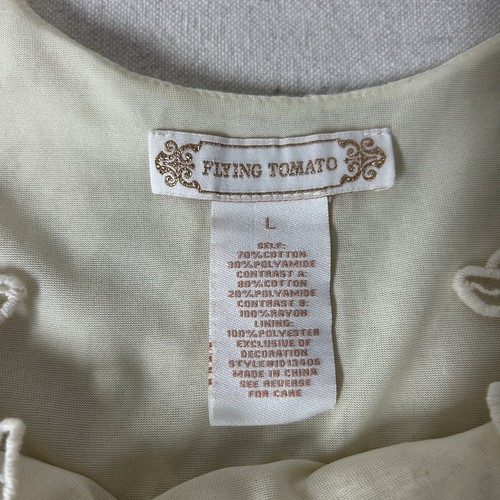 FLYING TOMATO
L
SELF:
70%COTTON
30%POLYAMIDE
CONTRAST A:
80%COTTON
20%POLYAMIDE
CONTRAST B:
100%RAYON
LINING:
100%POLYESTER
EXCLUSIVE OF
DECORATION
STYLE#ID13406
MADE IN CHINA
SEE REVERSE
FOR CARE